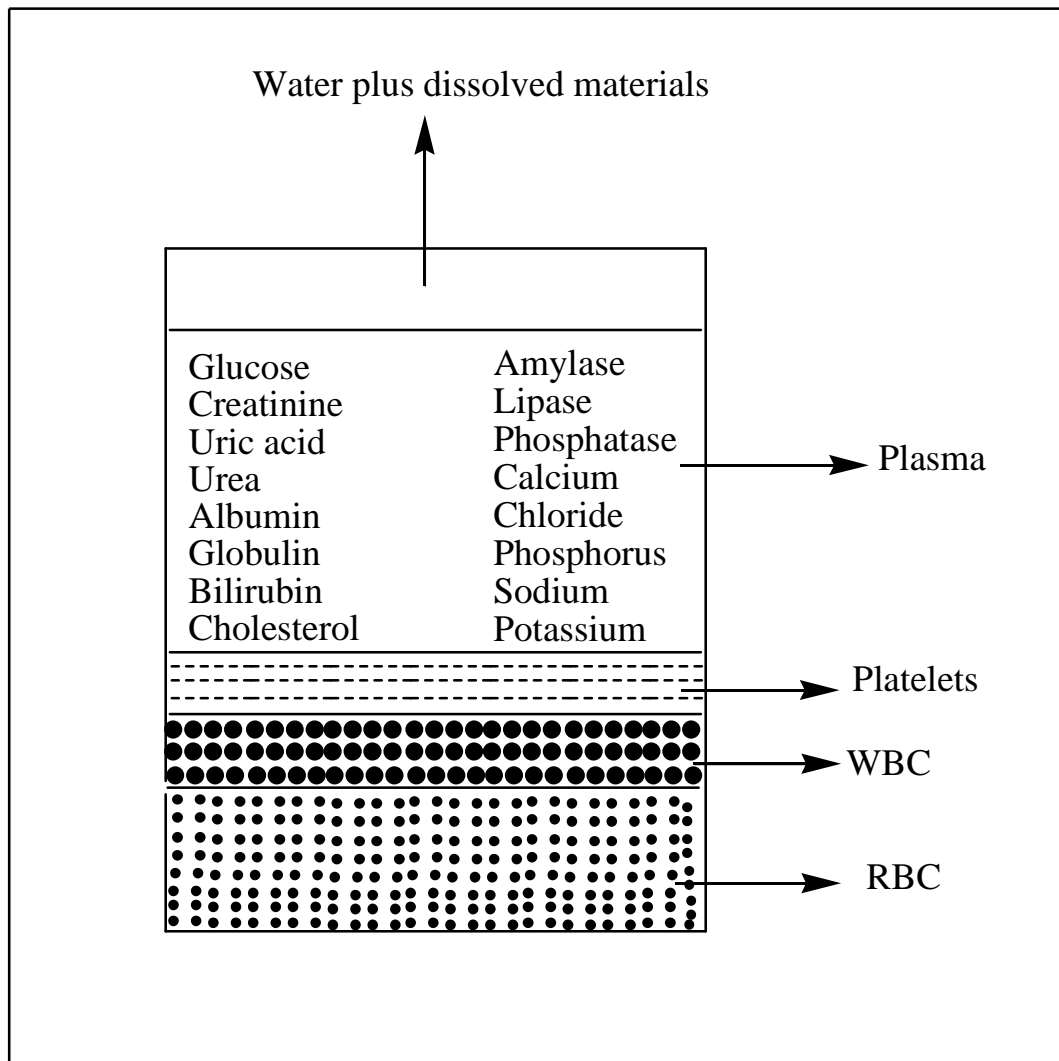 Water plus dissolved materials
Glucose
Creatinine
Uric acid
Urea
Albumin
Globulin
Bilirubin
Cholesterol
Amylase
Lipase
Phosphatase
Calcium
Chloride
Phosphorus
Sodium
Potassium
Plasma
Platelets
WBC
RBC